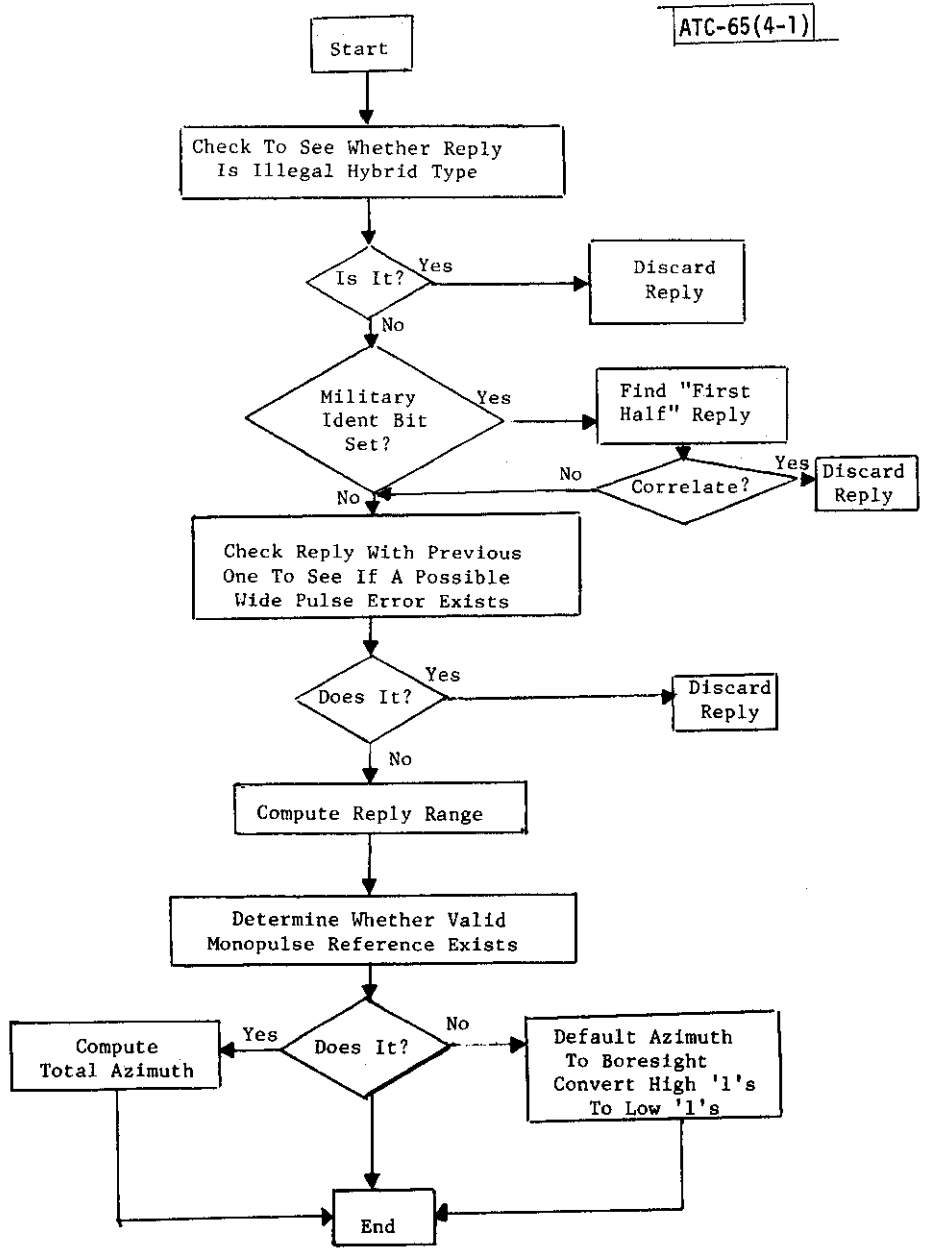 ATC-65(4-1)
Start
Check To See Whether Reply
Is Illegal Hybrid Type
Is It?
Yes
Discard
Reply
No
Military
Ident Bit
Set?
Yes
Find "First
Half" Reply
No
Correlate?
Yes
Discard
Reply
No
Check Reply With Previous
One To See If A Possible
Wide Pulse Error Exists
Does It?
Yes
Discard
Reply
No
Compute Reply Range
Determine Whether Valid
Monopulse Reference Exists
Yes
Does It?
No
Compute
Total Azimuth
Default Azimuth
To Boresight
Convert High '1's
To Low '1's
End